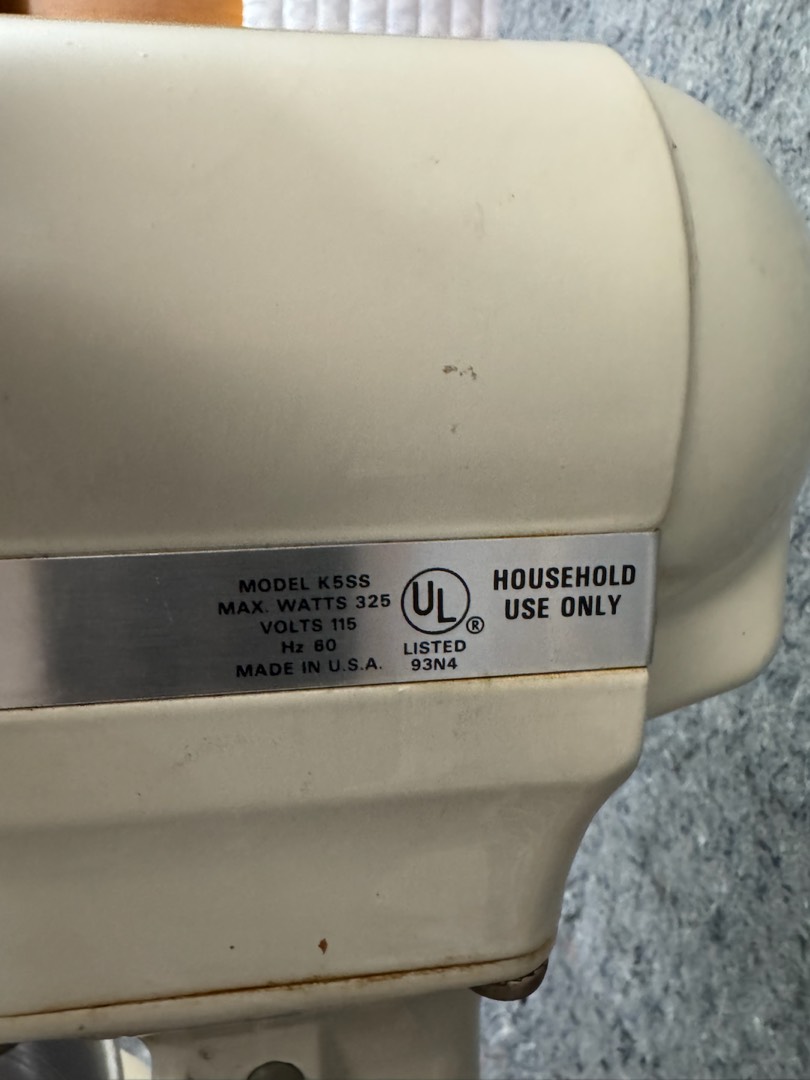 MODEL K5SS
MAX. WATTS 325
VOLTS 115
Hz 60
MADE IN U.S.A.
UL®
LISTED
93N4
HOUSEHOLD
USE ONLY